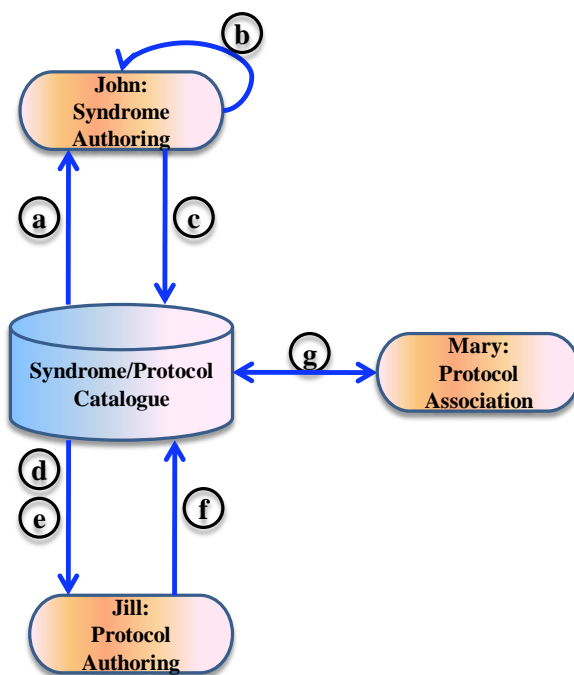 b
John:
Syndrome
Authoring
a
c
Syndrome/Protocol
Catalogue
g
Mary:
Protocol
Association
d
e
f
Jill:
Protocol
Authoring